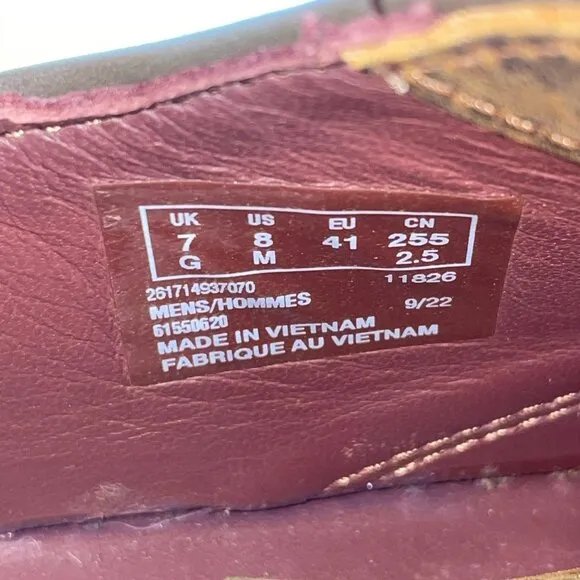 UK US EU CN
7 8 41 255
G M 2.5
261714937070 11826
MENS/HOMMES 9/22
61550620
MADE IN VIETNAM
FABRIQUE AU VIETNAM